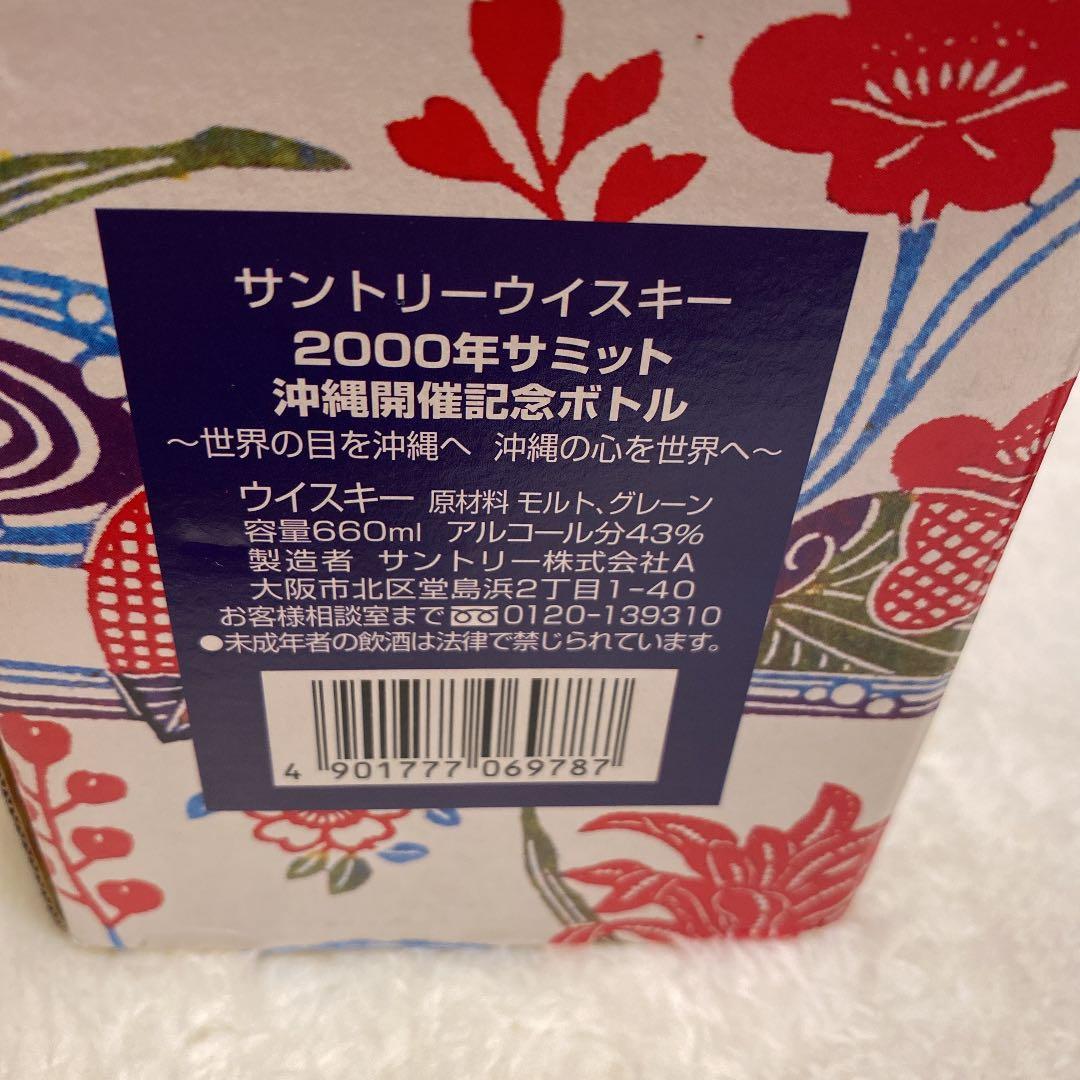 サントリーウイスキー
2000年サミット
沖縄開催記念ボトル
～世界の目を沖縄へ 沖縄の心を世界へ～
ウイスキー 原材料 モルト、グレーン
容量660ml アルコール分43%
製造者 サントリー株式会社A
大阪市北区堂島浜2丁目1-40
お客様相談室まで 0120-139310
●未成年者の飲酒は法律で禁じられています。
4 901777 069787